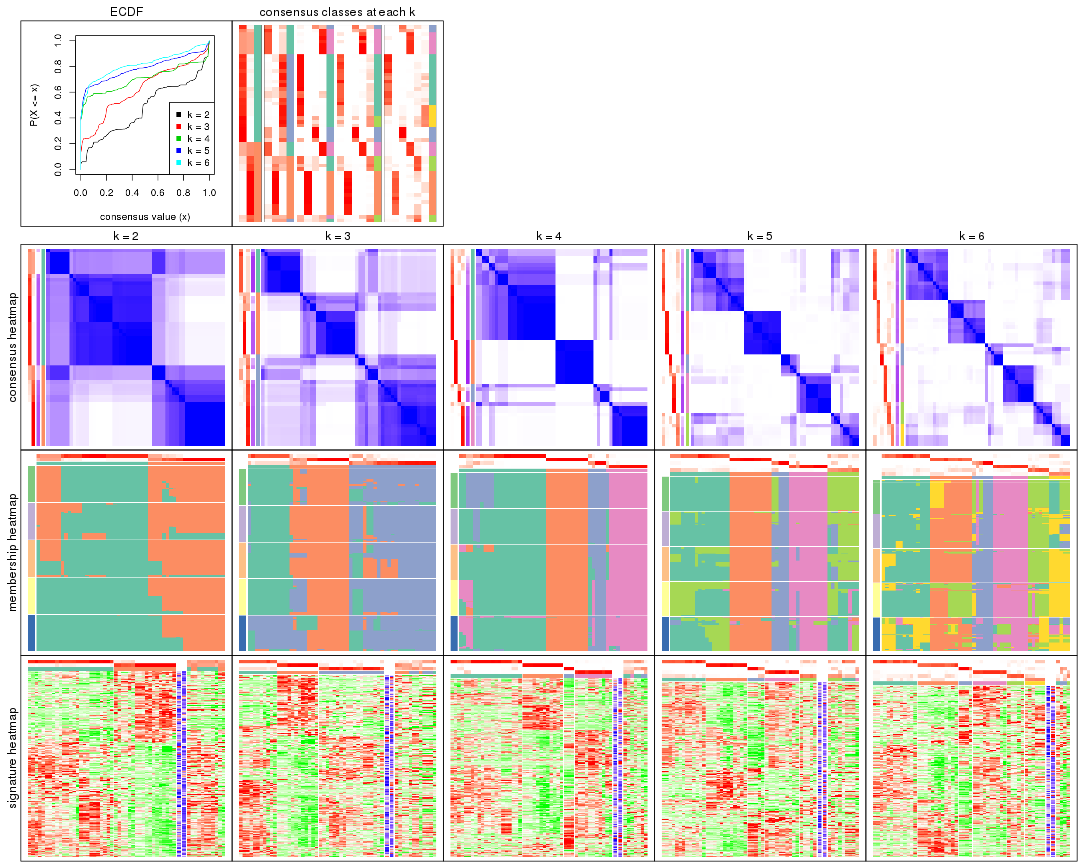 ECDF
consensus classes at each k
P(X <= x)
0.0 0.2 0.4 0.6 0.8 1.0
k = 2
k = 3
k = 4
k = 5
k = 6
0.0 0.2 0.4 0.6 0.8 1.0
consensus value (x)
k = 2 k = 3 k = 4 k = 5 k = 6
consensus heatmap
membership heatmap
signature heatmap